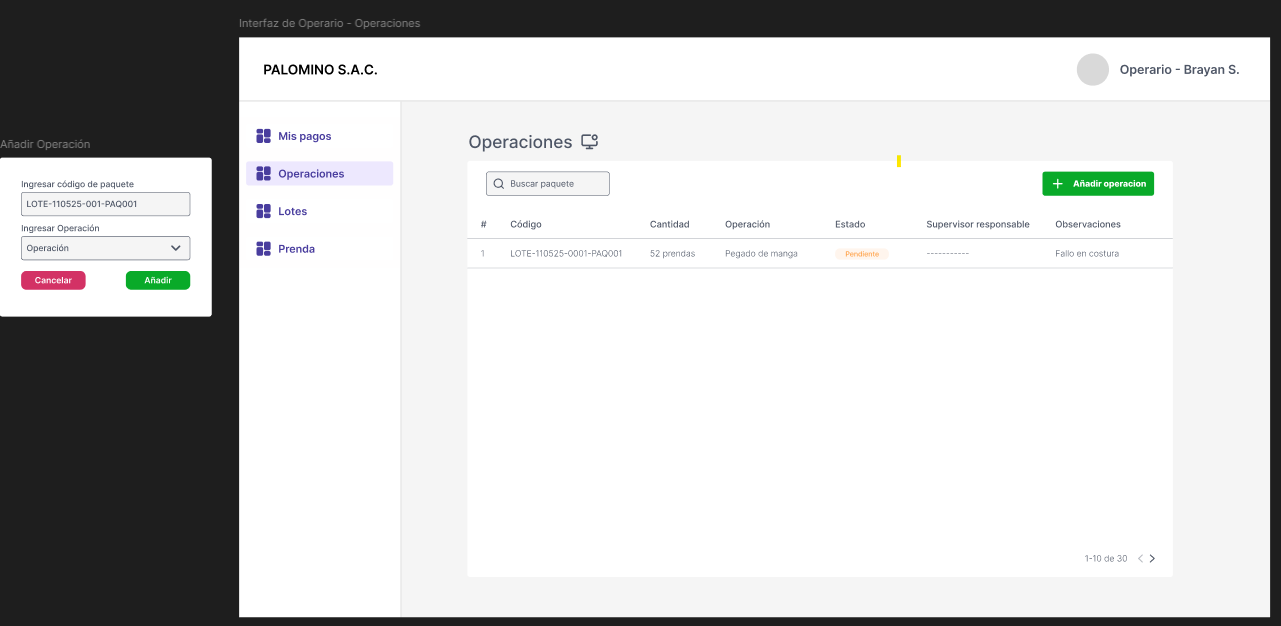 Interfaz de Operario - Operaciones
PALOMINO S.A.C.
Operario - Brayan S.
Añadir Operación
Ingresar código de paquete
LOTE-110525-001-PAQ001
Ingresar Operación
Operación
Cancelar
Añadir
Mis pagos
Operaciones
Lotes
Prenda
Operaciones
Buscar paquete
Añadir operacion
# Código Cantidad Operación Estado Supervisor responsable Observaciones
1 LOTE-110525-0001-PAQ001 52 prendas Pegado de manga Pendiente ----------- Fallo en costura
1-10 de 30